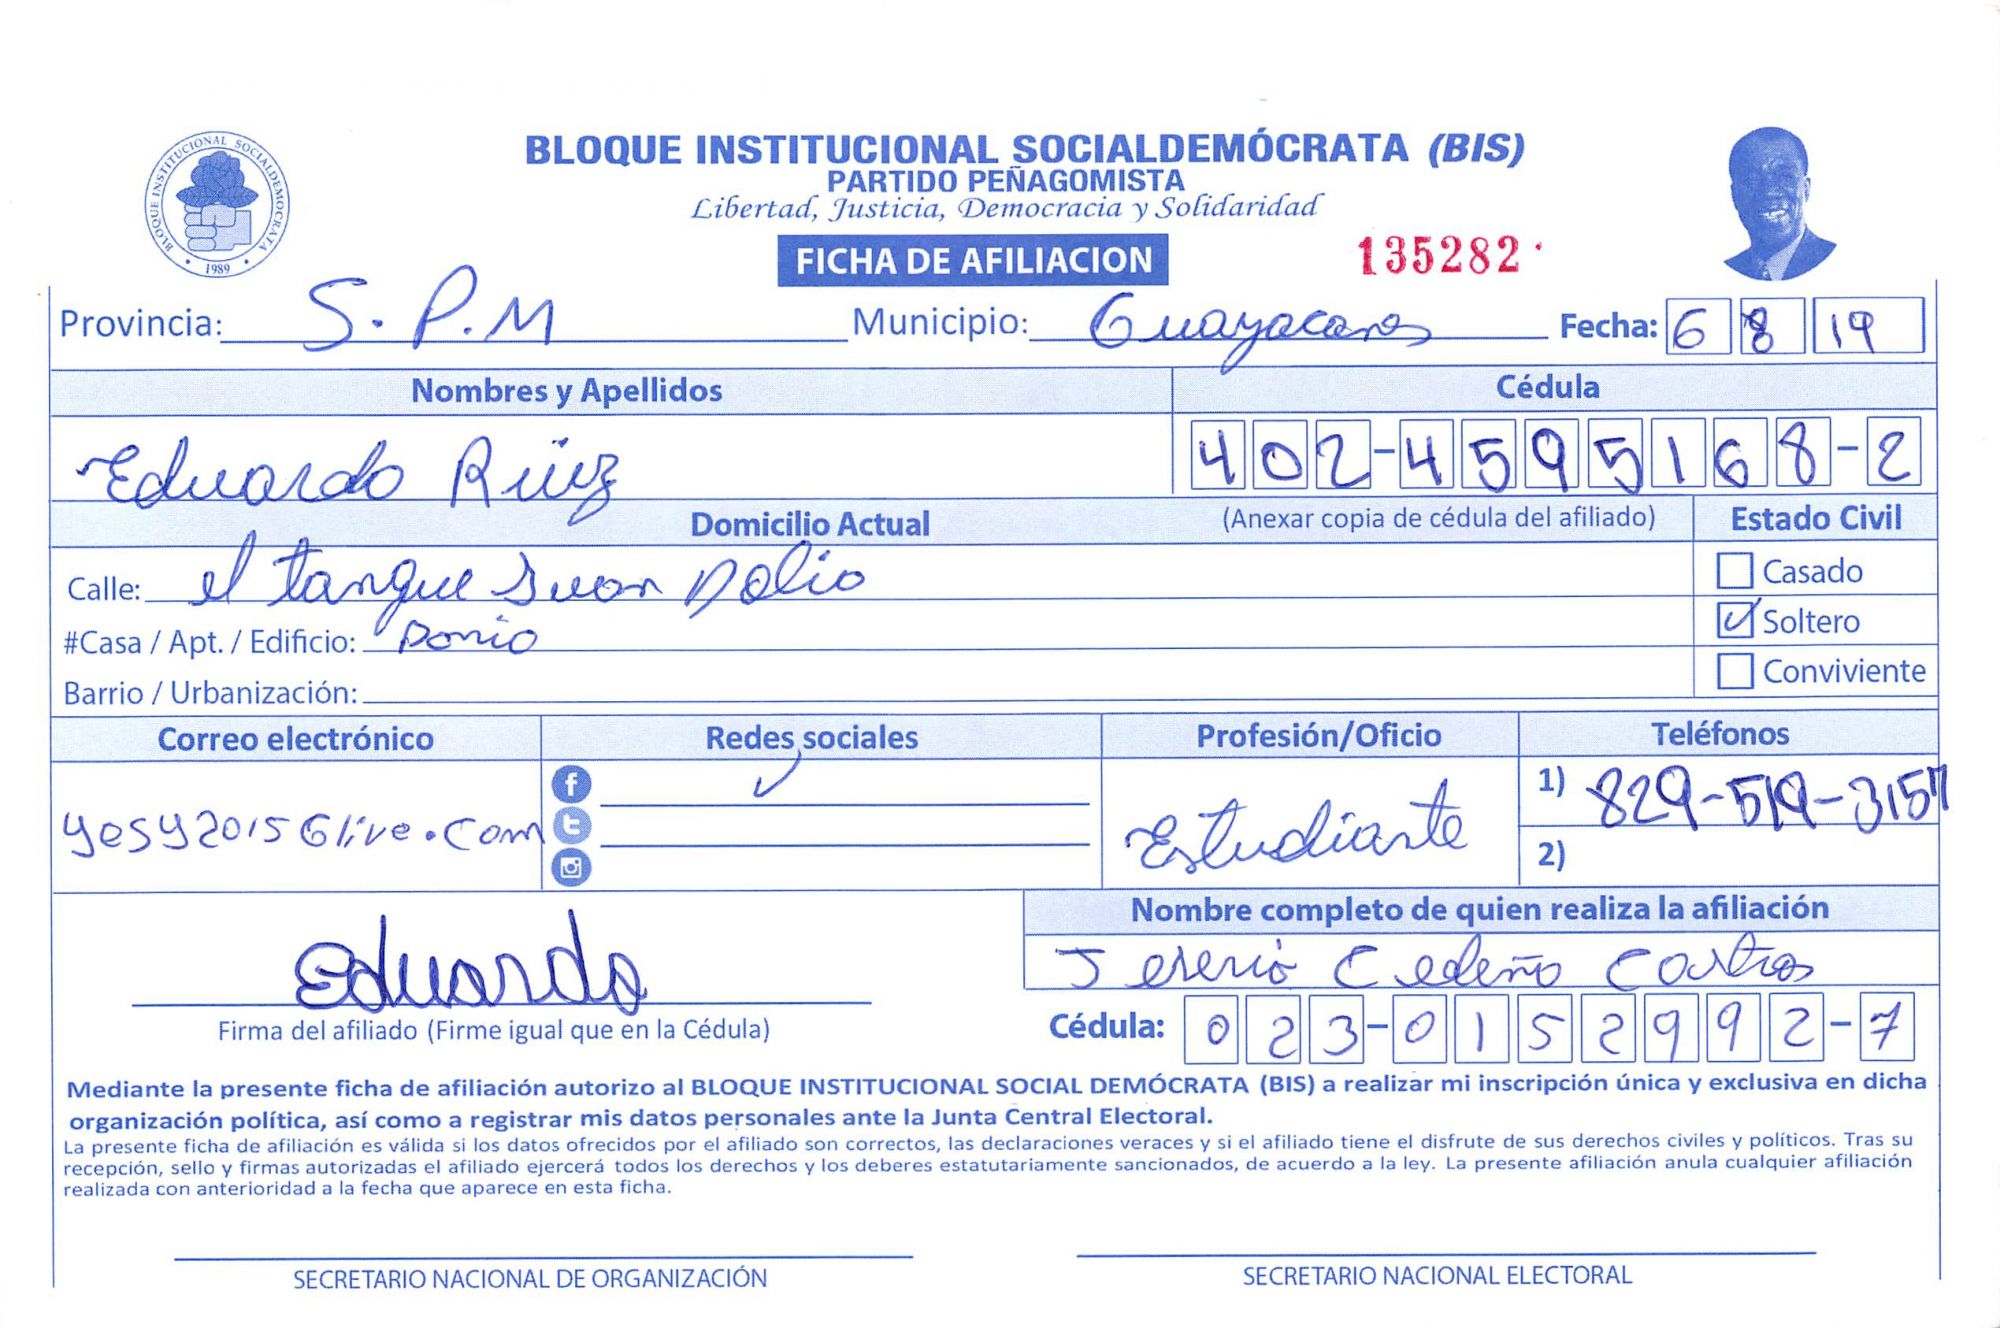 BLOQUE INSTITUCIONAL SOCIALDEMÓCRATA (BIS)
PARTIDO PEÑAGOMISTA
Libertad, Justicia, Democracia y Solidaridad
BLOQUE INSTITUCIONAL SOCIALDEMOCRATA
1989
FICHA DE AFILIACION
135282
Provincia: S.P.M Municipio: Guayacanes Fecha: 6 8 19
Nombres y Apellidos Cédula
Eduardo Ruiz 402-4595168-2
Domicilio Actual (Anexar copia de cédula del afiliado) Estado Civil
Calle: el tanque Juan Dolio Casado
#Casa / Apt. / Edificio: Soltero
Barrio / Urbanización: Conviviente
Correo electrónico Redes sociales Profesión/Oficio Teléfonos
yesy2015Glive.com Estudiante 1) 829-519-3157
2)
Nombre completo de quien realiza la afiliación
Eduardo Cedeño Castro
Firma del afiliado (Firme igual que en la Cédula) Cédula: 023-0152992-7
Mediante la presente ficha de afiliación autorizo al BLOQUE INSTITUCIONAL SOCIAL DEMÓCRATA (BIS) a realizar mi inscripción única y exclusiva en dicha
organización política, así como a registrar mis datos personales ante la Junta Central Electoral.
La presente ficha de afiliación es válida si los datos ofrecidos por el afiliado son correctos, las declaraciones veraces y si el afiliado tiene el disfrute de sus derechos civiles y políticos. Tras su
recepción, sello y firmas autorizadas el afiliado ejercerá todos los derechos y los deberes estatutariamente sancionados, de acuerdo a la ley. La presente afiliación anula cualquier afiliación
realizada con anterioridad a la fecha que aparece en esta ficha.
SECRETARIO NACIONAL DE ORGANIZACIÓN SECRETARIO NACIONAL ELECTORAL